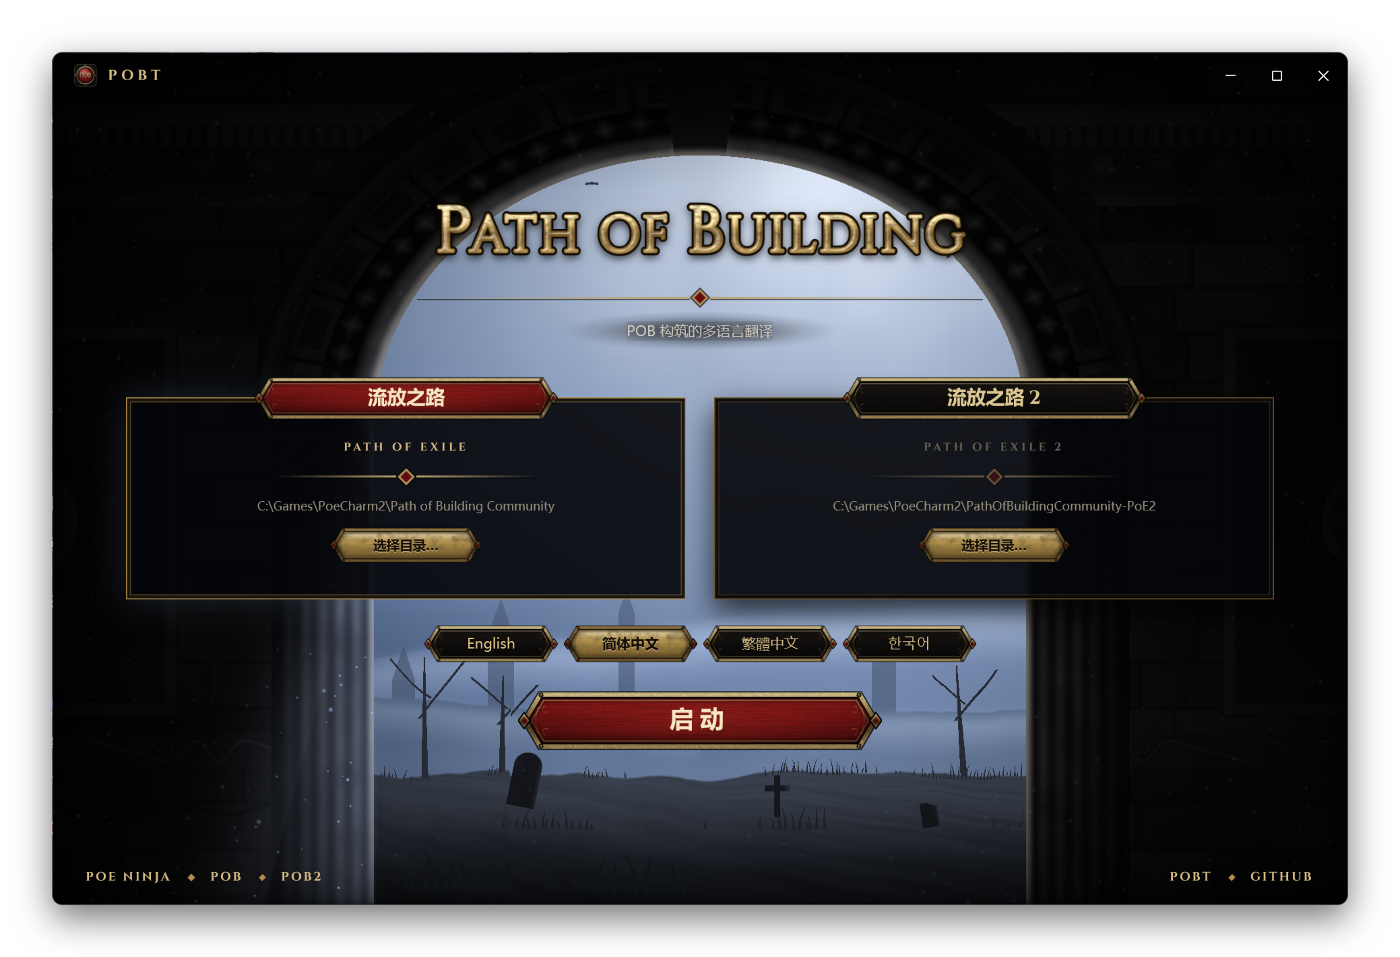 POBT
PATH OF BUILDING
POB 构筑的多语言翻译
流放之路
PATH OF EXILE
C:\Games\PoeCharm2\Path of Building Community
选择目录...
流放之路 2
PATH OF EXILE 2
C:\Games\PoeCharm2\PathOfBuildingCommunity-PoE2
选择目录...
English
简体中文
繁體中文
한국어
启动
POE NINJA ◆ POB ◆ POB2
POBT ◆ GITHUB